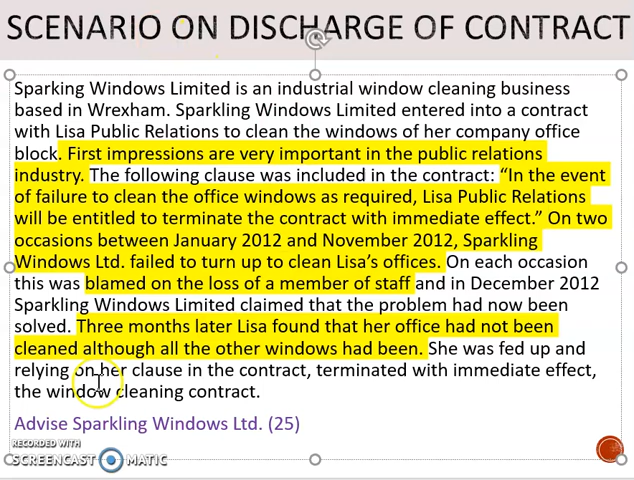 SCENARIO ON DISCHARGE OF CONTRACT
Sparking Windows Limited is an industrial window cleaning business
based in Wrexham. Sparkling Windows Limited entered into a contract
with Lisa Public Relations to clean the windows of her company office
block. First impressions are very important in the public relations
industry. The following clause was included in the contract: “In the event
of failure to clean the office windows as required, Lisa Public Relations
will be entitled to terminate the contract with immediate effect.” On two
occasions between January 2012 and November 2012, Sparkling
Windows Ltd. failed to turn up to clean Lisa’s offices. On each occasion
this was blamed on the loss of a member of staff and in December 2012
Sparkling Windows Limited claimed that the problem had now been
solved. Three months later Lisa found that her office had not been
cleaned although all the other windows had been. She was fed up and
relying on her clause in the contract, terminated with immediate effect,
the window cleaning contract.
Advise Sparkling Windows Ltd. (25)
RECORDED WITH
SCREENCAST MATIC